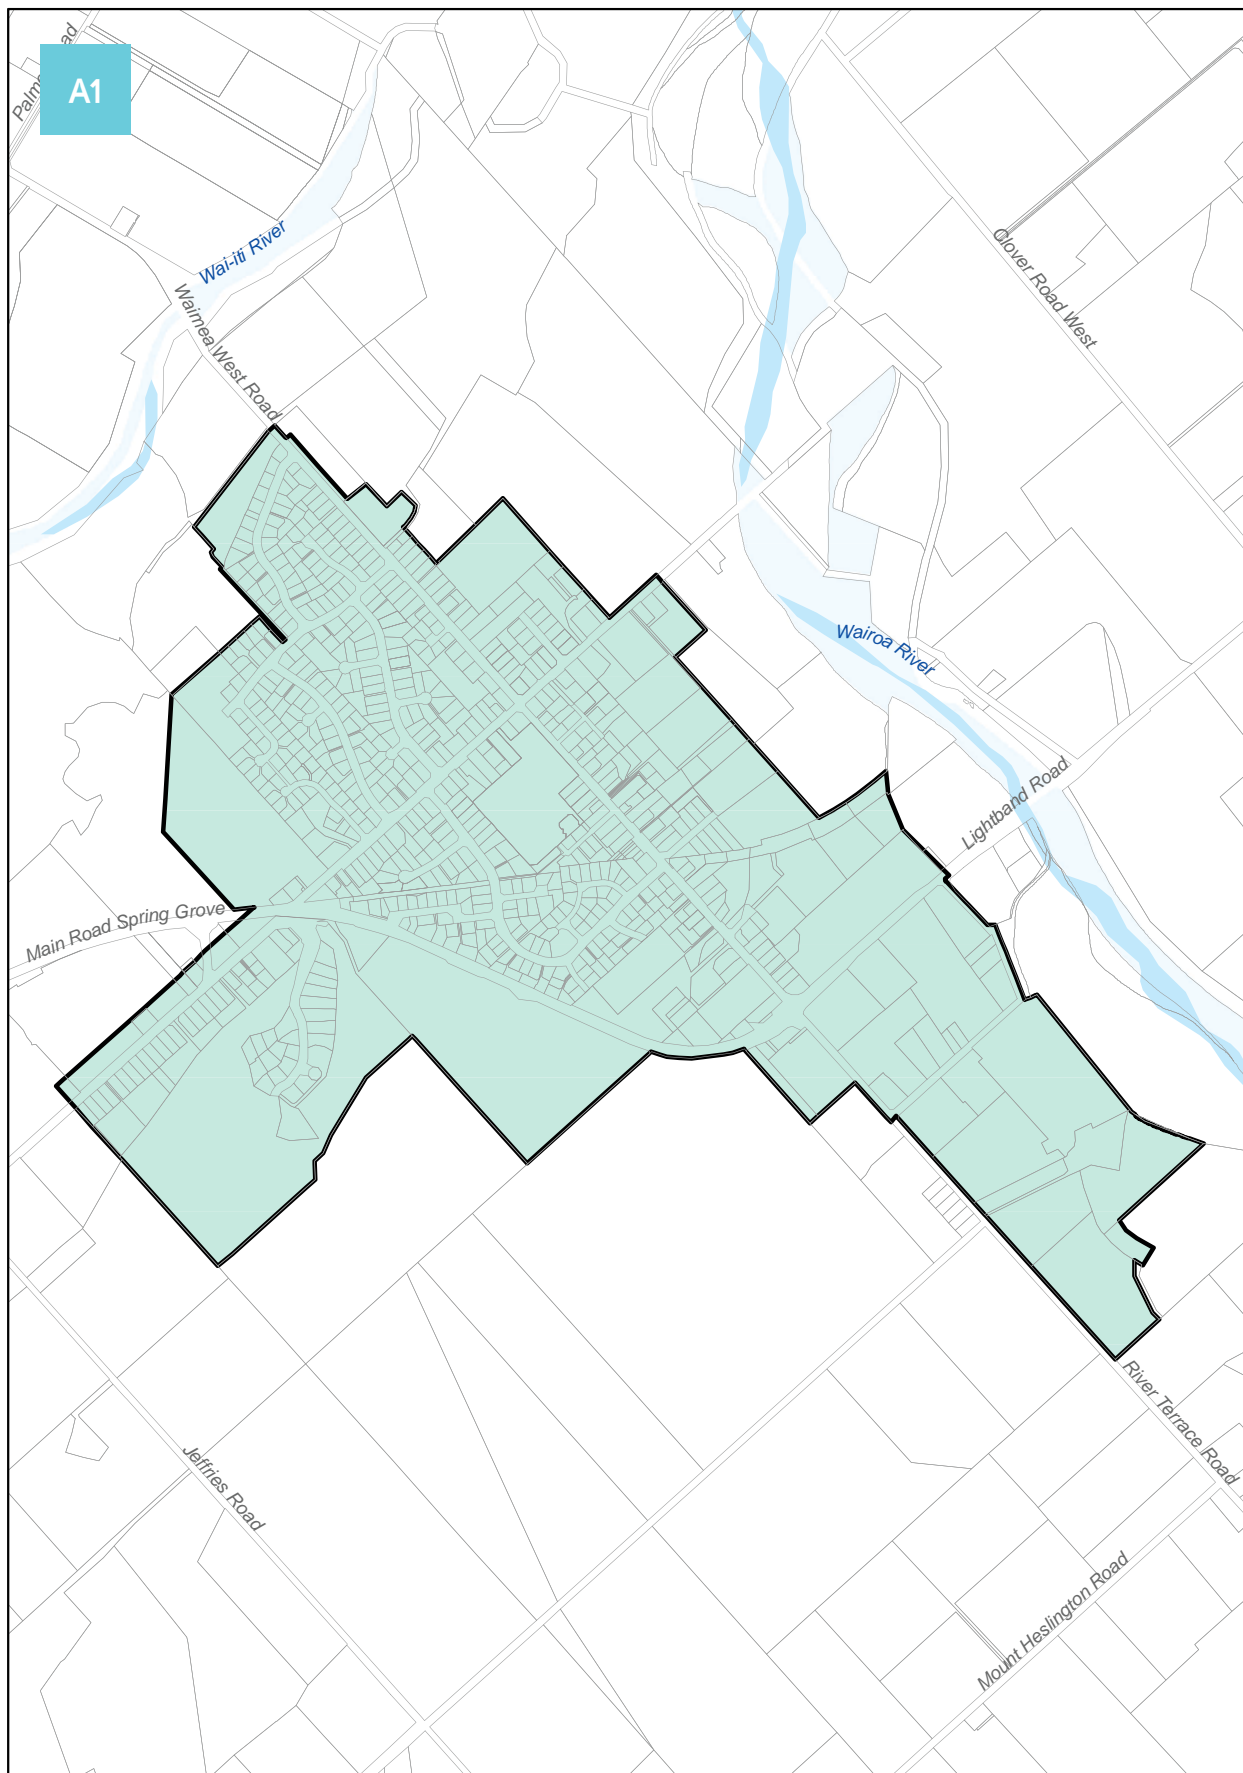 A1
Wai-iti River
Waimea West Road
Clover Road West
Wairoa River
Lightband Road
Main Road Spring Grove
River Terrace Road
Jeffries Road
Mount Heslington Road